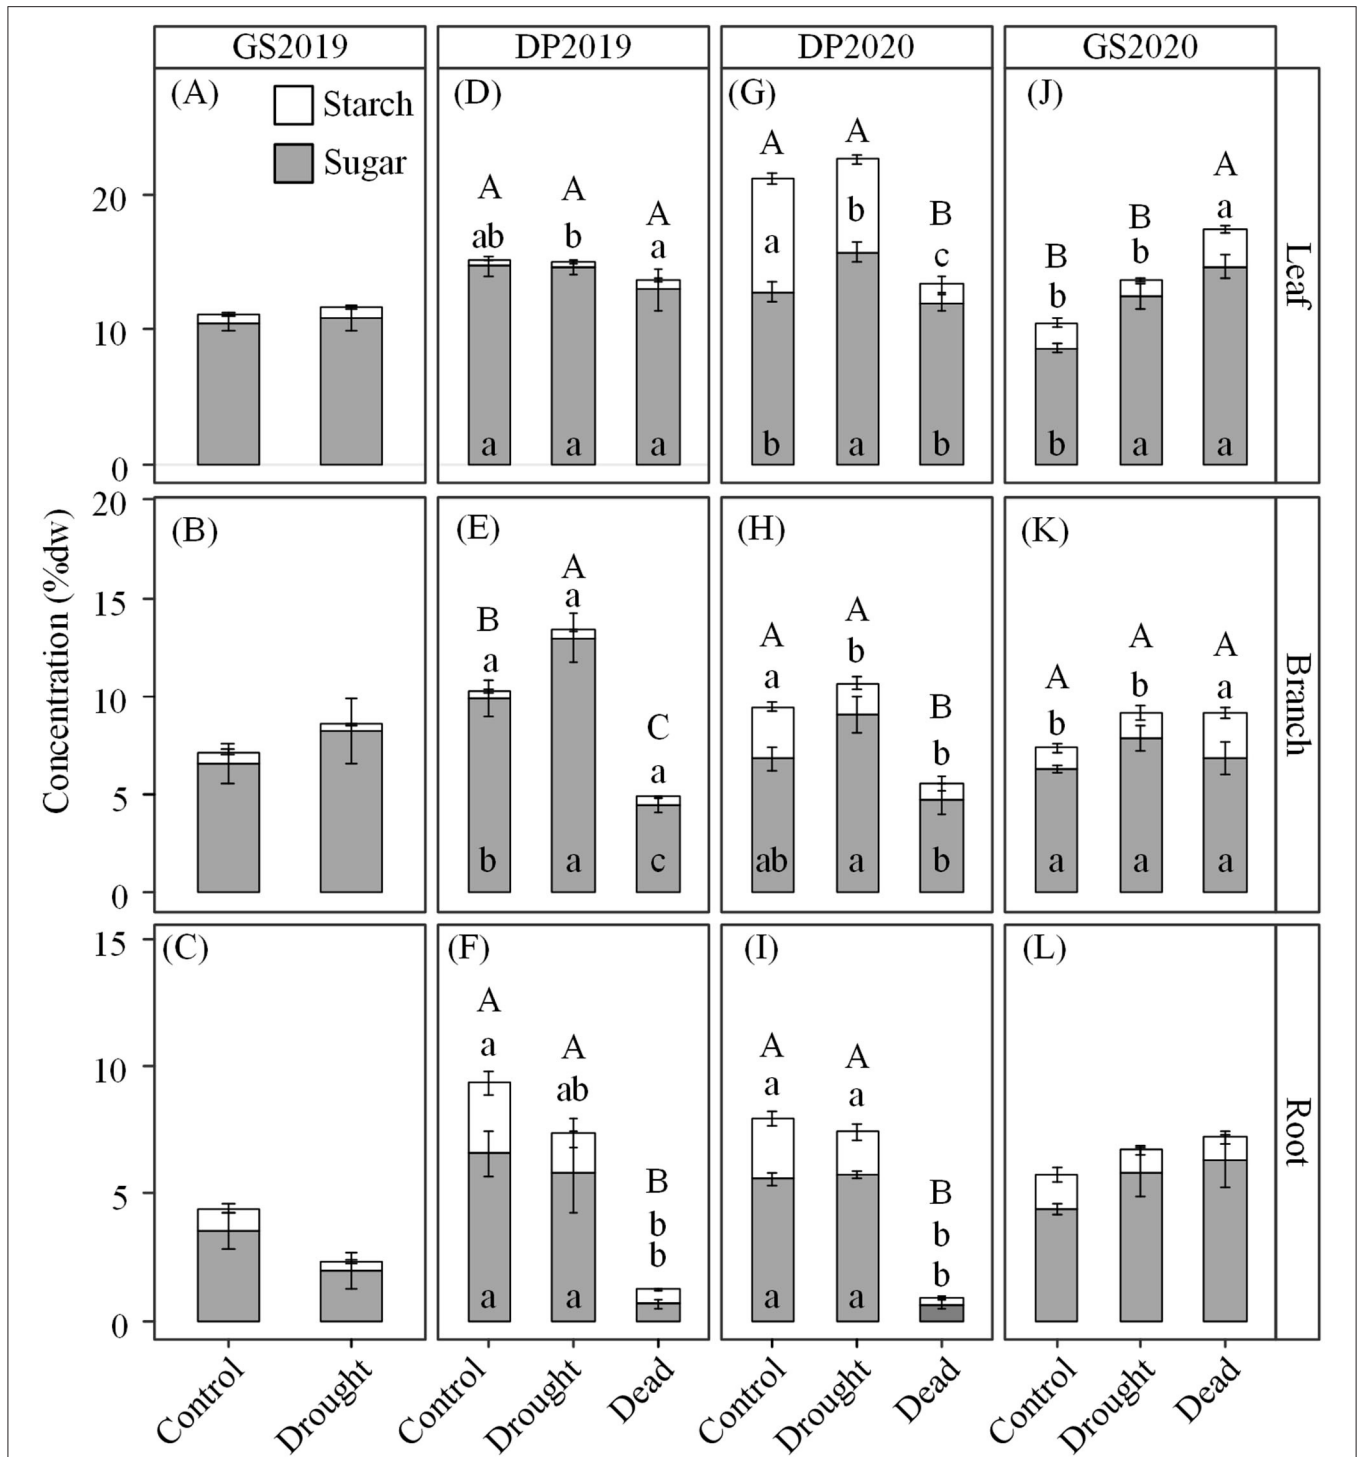 GS2019 DP2019 DP2020 GS2020
(A) (D) (G) (J)
Starch
Sugar
A A A
ab b a
a a a
A A B
a b c
b a b
B B A
b b a
b a a
20
10
0
Leaf
(B) (E) (H) (K)
B A C
a a a
b a c
A A B
a b b
ab a b
A A A
b b a
a a a
20
15
10
5
0
Concentration (%dw)
Branch
(C) (F) (I) (L)
A A B
a ab b
a a b
A A B
a a b
a a b
15
10
5
0
Root
Control Drought Control Drought Dead Control Drought Dead Control Drought Dead